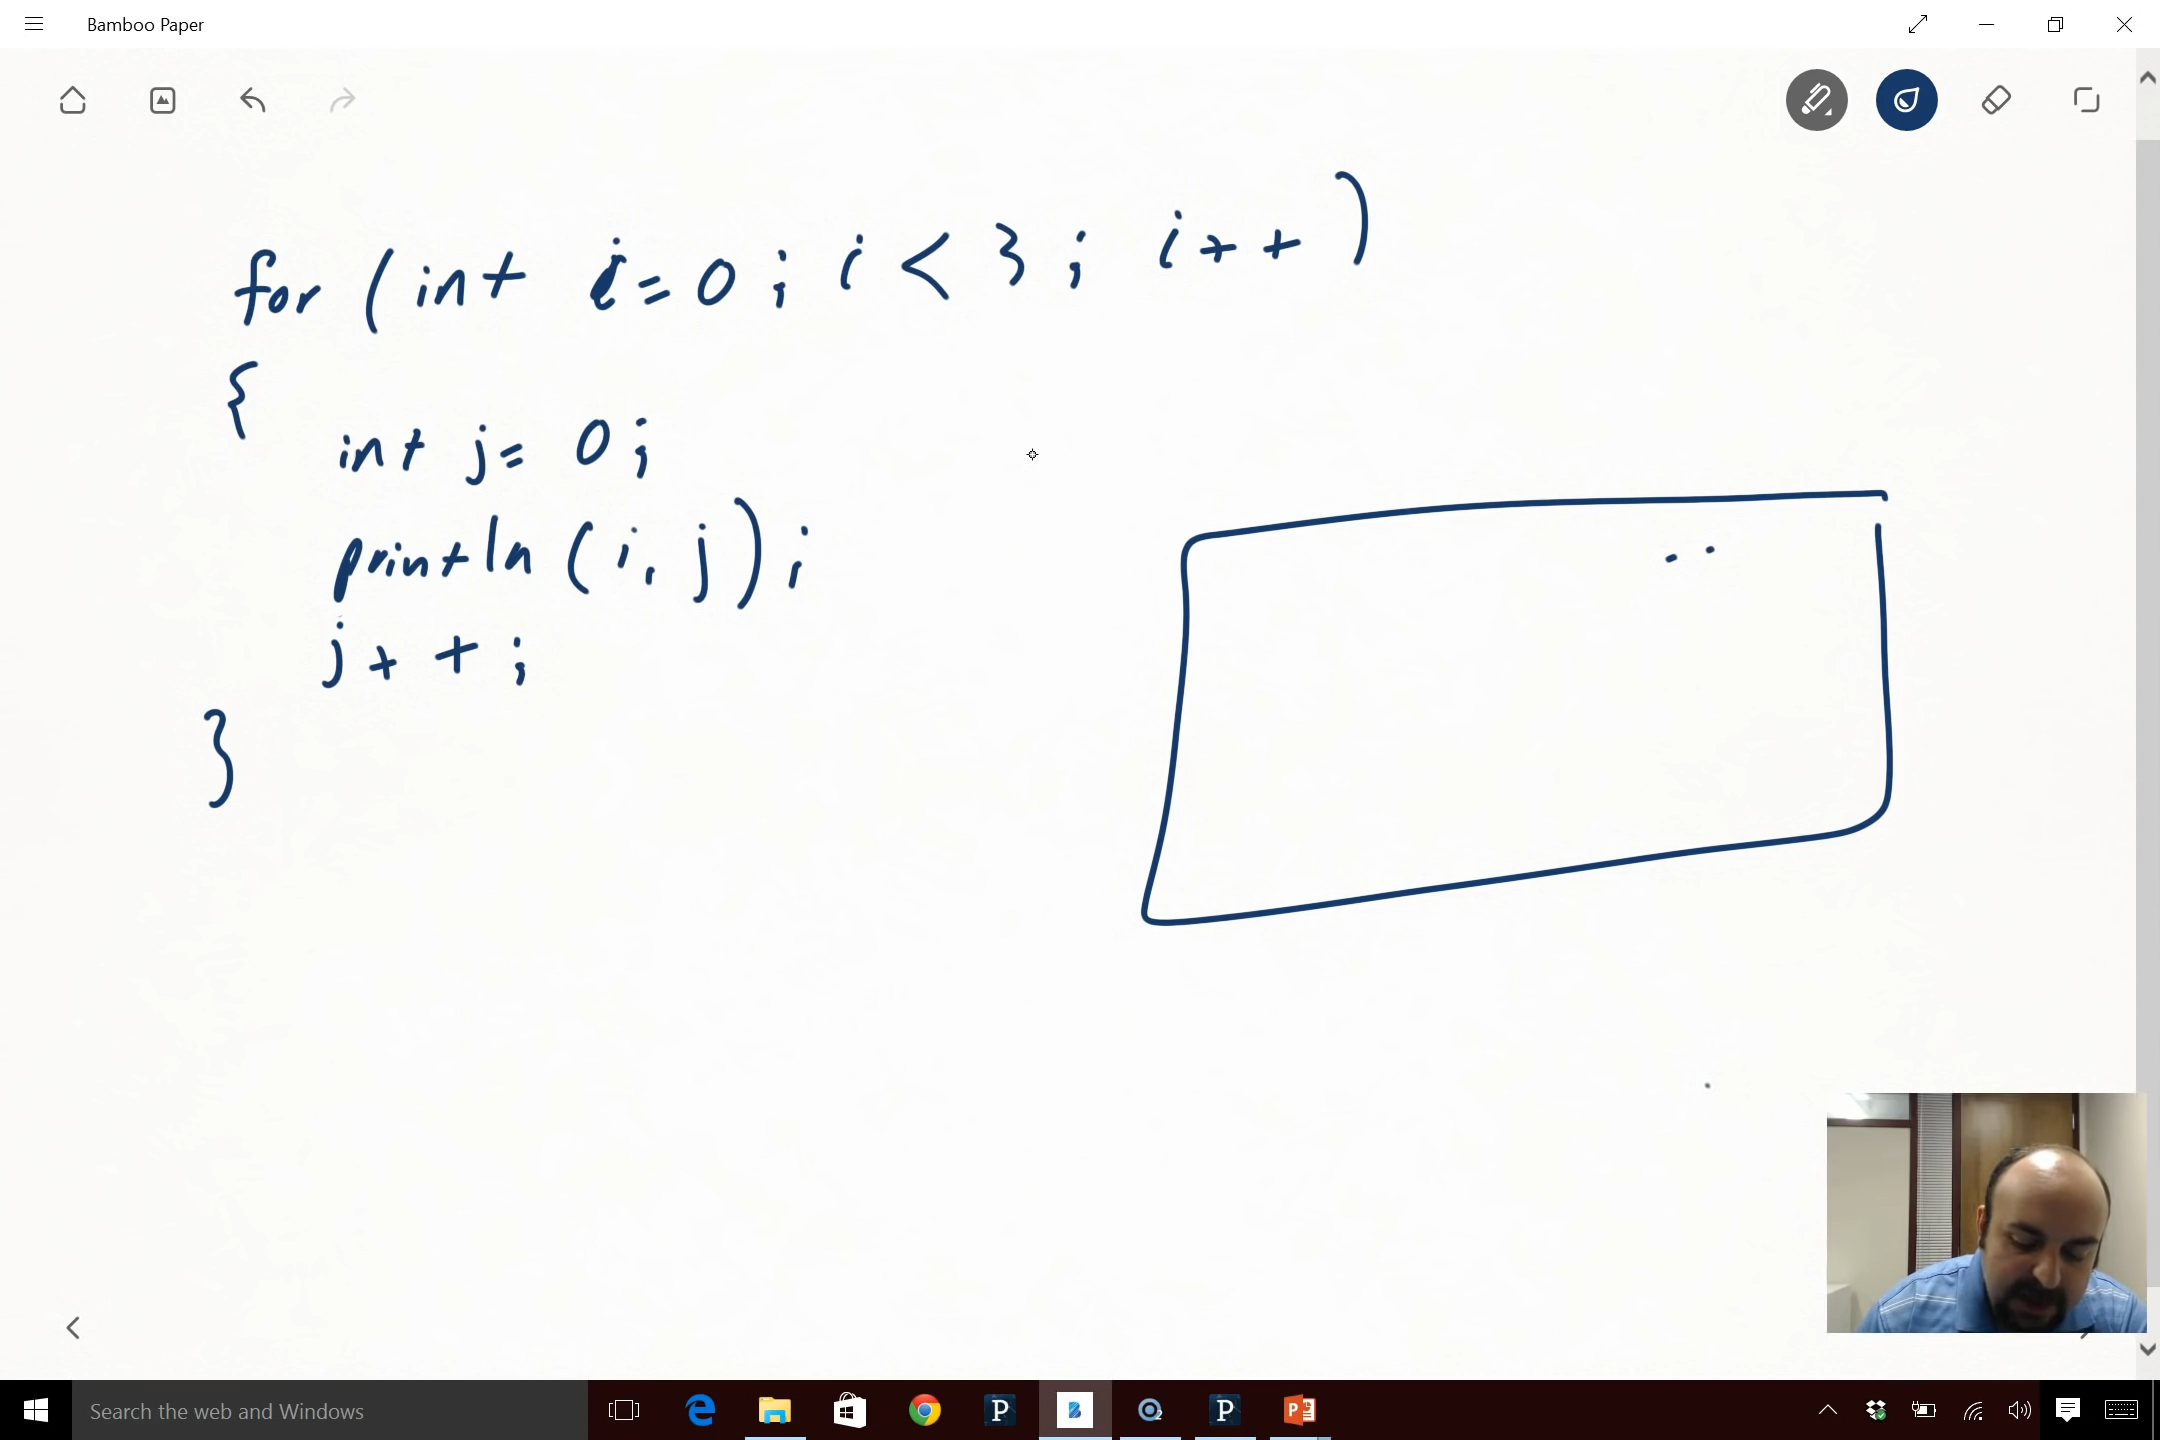 Bamboo Paper
for (int i=0; i<3; i++)
{
int j=0;
println(i, j);
j++;
}
Search the web and Windows